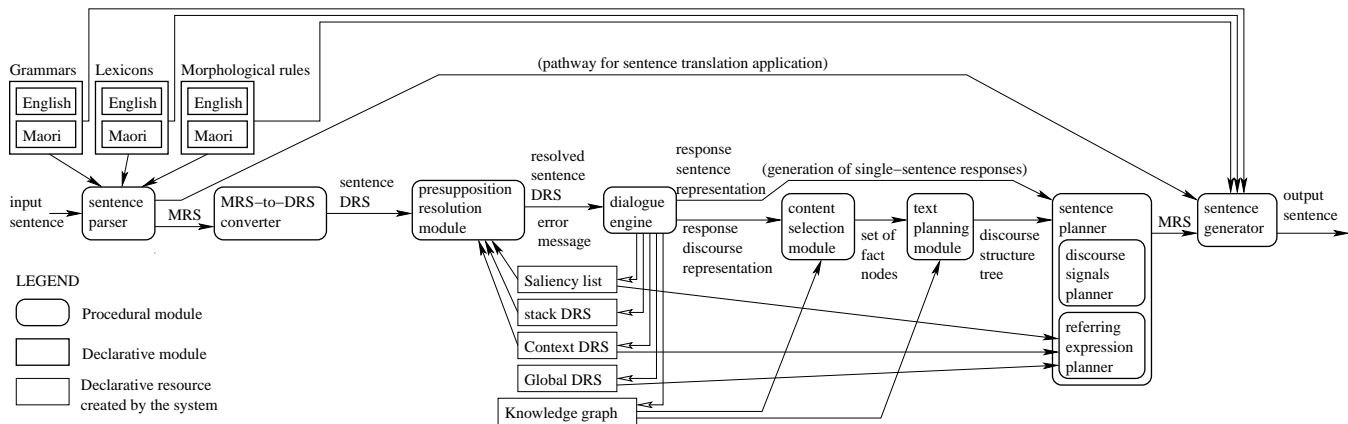 Grammars
Lexicons
Morphological rules
English
English
English
Maori
Maori
Maori
(pathway for sentence translation application)
input
sentence
sentence
parser
MRS
MRS−to−DRS
converter
sentence
DRS
presupposition
resolution
module
resolved
sentence
DRS
error
message
dialogue
engine
response
sentence
representation
(generation of single−sentence responses)
response
discourse
representation
content
selection
module
set
of
fact
nodes
text
planning
module
discourse
structure
tree
sentence
planner
discourse
signals
planner
referring
expression
planner
MRS
sentence
generator
output
sentence
Saliency list
stack DRS
Context DRS
Global DRS
Knowledge graph
LEGEND
Procedural module
Declarative module
Declarative resource
created by the system